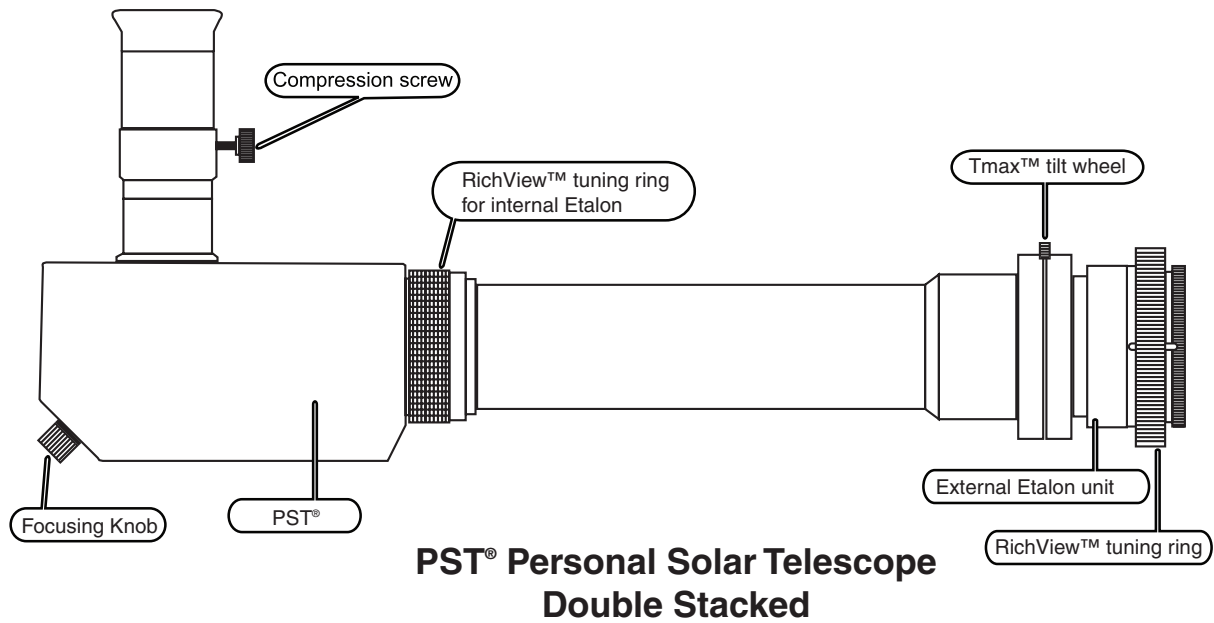 Compression screw
RichView™ tuning ring
for internal Etalon
Tmax™ tilt wheel
External Etalon unit
Focusing Knob
PST®
RichView™ tuning ring
PST® Personal Solar Telescope
Double Stacked